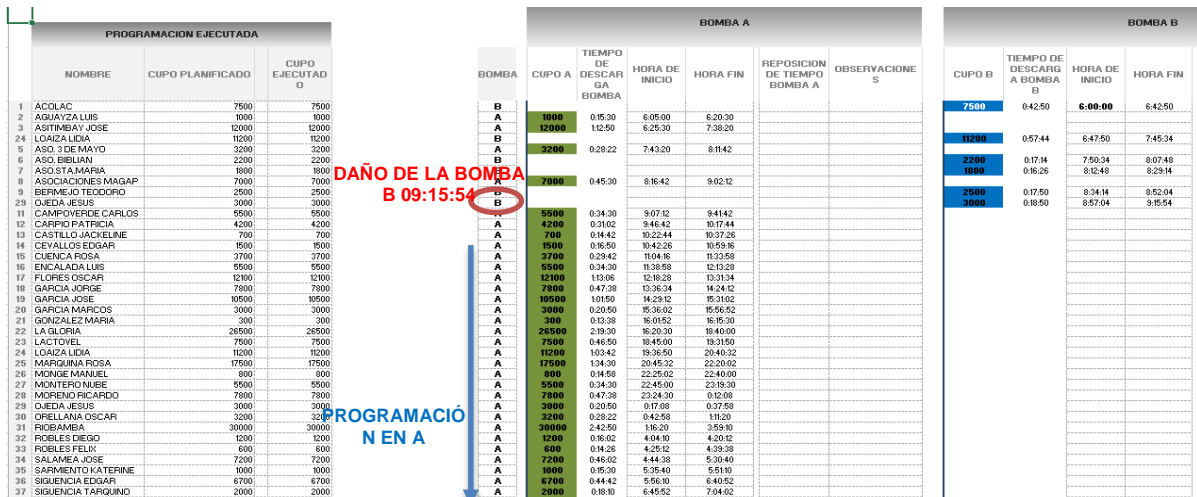 PROGRAMACION EJECUTADA BOMBA A BOMBA B
NOMBRE CUPO PLANIFICADO CUPO EJECUTADO BOMBA CUPO A TIEMPO DE DESCARGA BOMBA HORA DE INICIO HORA FIN REPOSICION DE TIEMPO BOMBA A OBSERVACIONES CUPO B TIEMPO DE DESCARGA BOMBA B HORA DE INICIO HORA FIN
1 ACOLAC 7500 7500 B 7500 0:42:50 6:00:00 6:42:50
2 AGUAYZA LUIS 1000 1000 A 1000 0:15:30 6:05:00 6:20:30
3 ASITIMBAY JOSE 12000 12000 A 12000 1:12:50 6:25:30 7:38:20
24 LOAIZA LIDIA 11200 11200 B 11200 0:57:44 6:47:50 7:45:34
5 ASO. 3 DE MAYO 3200 3200 A 3200 0:28:22 7:43:20 8:11:42
6 ASO. BIBLIAN 2200 2200 2200 0:17:14 7:50:34 8:07:48
7 ASO.STA.MARIA 1800 1800 1800 0:16:26 8:12:48 8:29:14
DAÑO DE LA BOMBA
B 09:15:54
8 ASOCIACIONES MAGAP 7000 7000 A 7000 0:45:30 8:16:42 9:02:12
9 BERMEJO TEODORO 2500 2500 B 2500 0:17:50 8:34:14 8:52:04
29 OJEDA JESUS 3000 3000 B 3000 0:18:50 8:57:04 9:15:54
11 CAMPOVERDE CARLOS 5500 5500 A 5500 0:34:30 9:07:12 9:41:42
12 CARPIO PATRICIA 4200 4200 A 4200 0:31:02 9:46:42 10:17:44
13 CASTILLO JACKELINE 700 700 A 700 0:14:42 10:22:44 10:37:26
14 CEVALLOS EDGAR 1500 1500 A 1500 0:16:50 10:42:26 10:59:16
15 CUENCA ROSA 3700 3700 A 3700 0:29:42 11:04:16 11:33:58
16 ENCALADA LUIS 5500 5500 A 5500 0:34:30 11:38:58 12:13:28
17 FLORES OSCAR 12100 12100 A 12100 1:13:06 12:18:28 13:31:34
18 GARCIA JORGE 7800 7800 A 7800 0:47:38 13:36:34 14:24:12
19 GARCIA JOSE 10500 10500 A 10500 1:01:50 14:29:12 15:31:02
20 GARCIA MARCOS 3000 3000 A 3000 0:20:50 15:36:02 15:56:52
21 GONZALEZ MARIA 300 300 A 300 0:13:38 16:01:52 16:15:30
22 LA GLORIA 26500 26500 A 26500 2:19:30 16:20:30 18:40:00
23 LACTOVEL 7500 7500 A 7500 0:46:50 18:45:00 19:31:50
24 LOAIZA LIDIA 11200 11200 A 11200 1:03:42 19:36:50 20:40:32
25 MARQUINA ROSA 17500 17500 A 17500 1:34:30 20:45:32 22:20:02
26 MONGE MANUEL 800 800 A 800 0:14:58 22:25:02 22:40:00
27 MONTERO NUBE 5500 5500 A 5500 0:34:30 22:45:00 23:19:30
28 MORENO RICARDO 7800 7800 A 7800 0:47:38 23:24:30 0:12:08
29 OJEDA JESUS 3000 3000 A 3000 0:20:50 0:17:08 0:37:58
30 ORELLANA OSCAR 3200 3200 A 3200 0:28:22 0:42:58 1:11:20
PROGRAMACIÓ
N EN A
31 RIOBAMBA 30000 30000 A 30000 2:42:50 1:16:20 3:59:10
32 ROBLES DIEGO 1200 1200 A 1200 0:16:02 4:04:10 4:20:12
33 ROBLES FELIX 600 600 A 600 0:14:26 4:25:12 4:39:38
34 SALAMEA JOSE 7200 7200 A 7200 0:46:02 4:44:38 5:30:40
35 SARMIENTO KATERINE 1000 1000 A 1000 0:15:30 5:35:40 5:51:10
36 SIGUENCIA EDGAR 6700 6700 A 6700 0:44:42 5:56:10 6:40:52
37 SIGUENCIA TARQUINO 2000 2000 A 2000 0:18:10 6:45:52 7:04:02